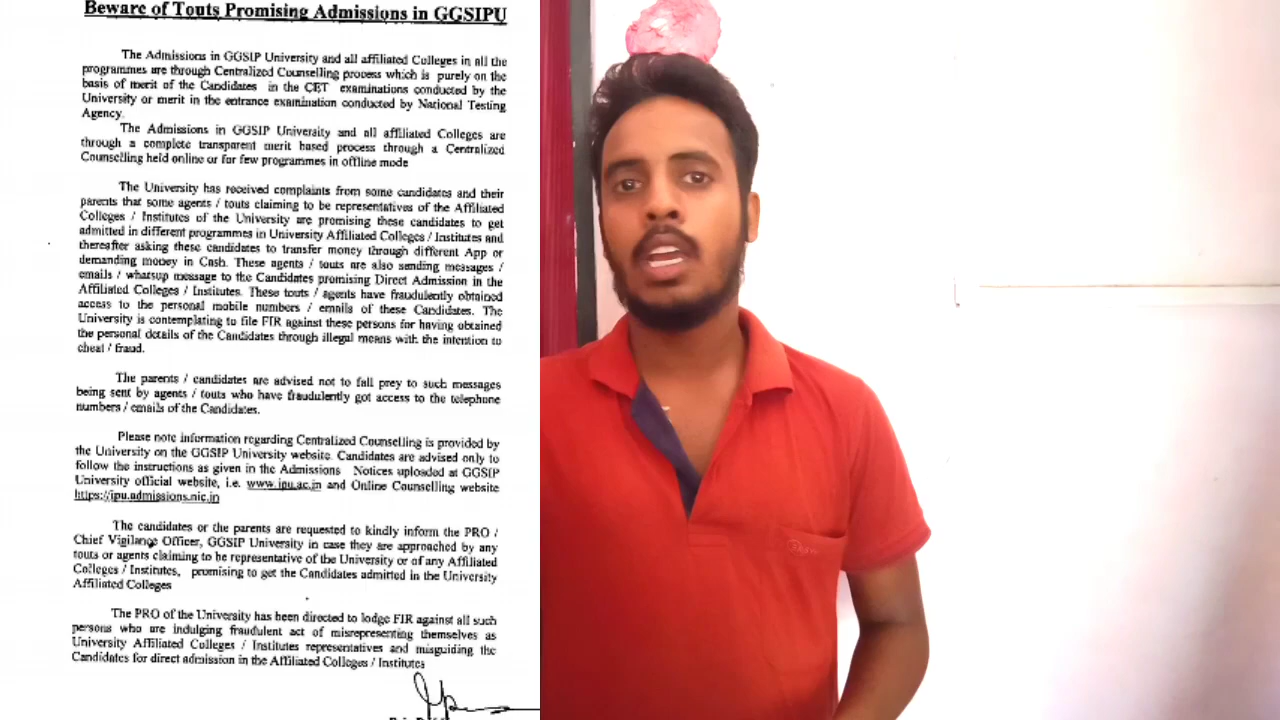 Beware of Touts Promising Admissions in GGSIPU
The Admissions in GGSIP University and all affiliated Colleges in all the
programmes are through Centralized Counselling process which is purely on the
basis of merit of the Candidates in the CET examinations conducted by the
University or merit in the entrance examination conducted by National Testing
Agency.
The Admissions in GGSIP University and all affiliated Colleges are
through a complete transparent merit based process through a Centralized
Counselling held online or for few programmes in offline mode
The University has received complaints from some candidates and their
parents that some agents / touts claiming to be representatives of the Affiliated
Colleges / Institutes of the University are promising these candidates to get
admitted in different programmes in University Affiliated Colleges / Institutes and
thereafter asking these candidates to transfer money through different App or
demanding money in Cash. These agents / touts are also sending messages /
emails / whatsup message to the Candidates promising Direct Admission in the
Affiliated Colleges / Institutes. These touts / agents have fraudulently obtained
access to the personal mobile numbers / emails of these Candidates. The
University is contemplating to file FIR against these persons for having obtained
the personal details of the Candidates through illegal means with the intention to
cheat / fraud.
The parents / candidates are advised not to fall prey to such messages
being sent by agents / touts who have fraudulently got access to the telephone
numbers / emails of the Candidates.
Please note information regarding Centralized Counselling is provided by
the University on the GGSIP University website. Candidates are advised only to
follow the instructions as given in the Admissions Notices uploaded at GGSIP
University official website, i.e. www.ipu.ac.in and Online Counselling website
https://ipu.admissions.nic.in
The candidates or the parents are requested to kindly inform the PRO /
Chief Vigilance Officer, GGSIP University in case they are approached by any
touts or agents claiming to be representative of the University or of any Affiliated
Colleges / Institutes, promising to get the Candidates admitted in the University
Affiliated Colleges
The PRO of the University has been directed to lodge FIR against all such
persons who are indulging fraudulent act of misrepresenting themselves as
University Affiliated Colleges / Institutes representatives and misguiding the
Candidates for direct admission in the Affiliated Colleges / Institutes